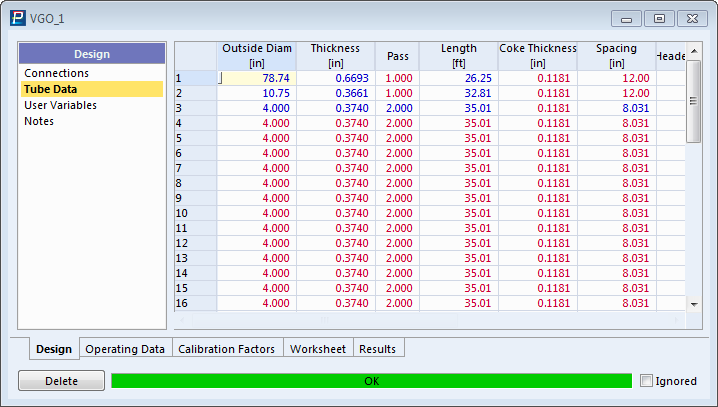 VGO_1
Design
Connections
Tube Data
User Variables
Notes
Outside Diam [in] Thickness [in] Pass Length [ft] Coke Thickness [in] Spacing [in] Heade
1 78.74 0.6693 1.000 26.25 0.1181 12.00
2 10.75 0.3661 1.000 32.81 0.1181 12.00
3 4.000 0.3740 2.000 35.01 0.1181 8.031
4 4.000 0.3740 2.000 35.01 0.1181 8.031
5 4.000 0.3740 2.000 35.01 0.1181 8.031
6 4.000 0.3740 2.000 35.01 0.1181 8.031
7 4.000 0.3740 2.000 35.01 0.1181 8.031
8 4.000 0.3740 2.000 35.01 0.1181 8.031
9 4.000 0.3740 2.000 35.01 0.1181 8.031
10 4.000 0.3740 2.000 35.01 0.1181 8.031
11 4.000 0.3740 2.000 35.01 0.1181 8.031
12 4.000 0.3740 2.000 35.01 0.1181 8.031
13 4.000 0.3740 2.000 35.01 0.1181 8.031
14 4.000 0.3740 2.000 35.01 0.1181 8.031
15 4.000 0.3740 2.000 35.01 0.1181 8.031
16 4.000 0.3740 2.000 35.01 0.1181 8.031
Design Operating Data Calibration Factors Worksheet Results
Delete OK Ignored